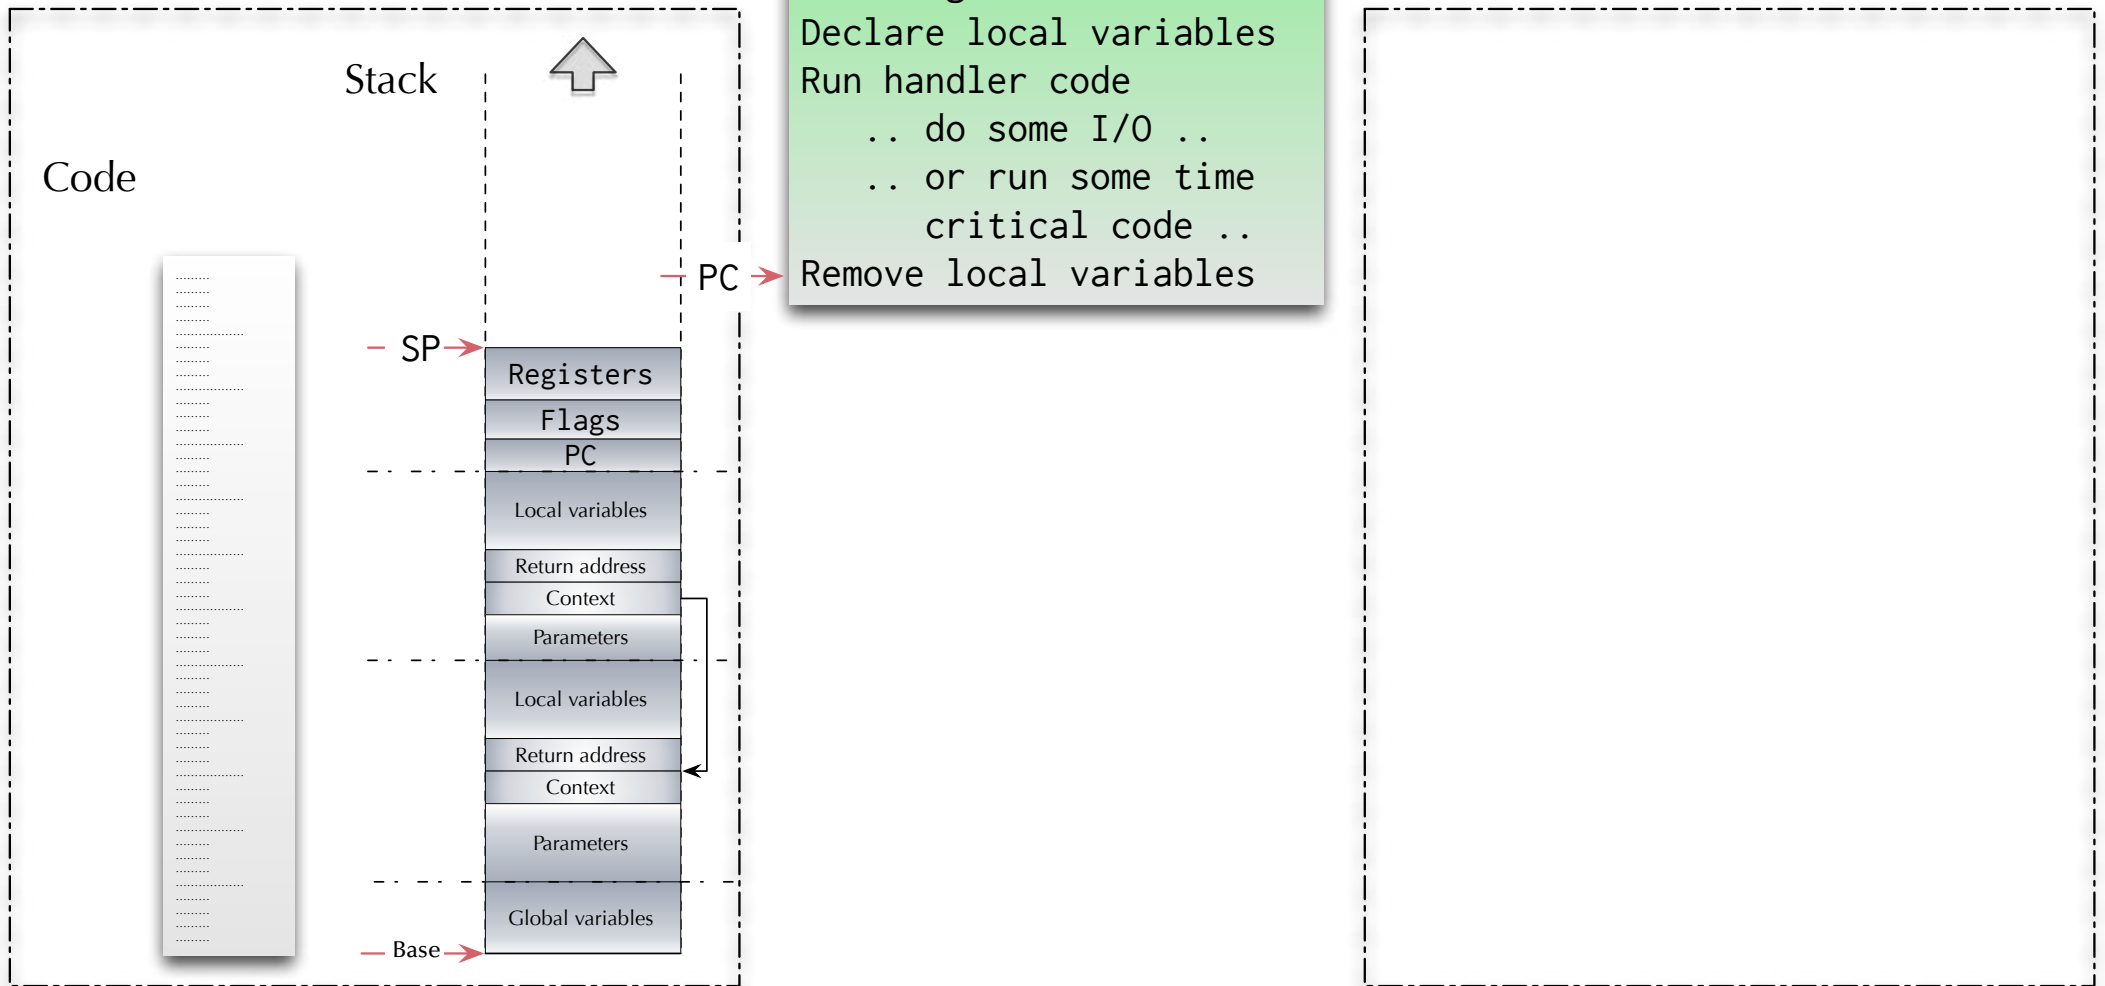 Stack
Code
Declare local variables
Run handler code
.. do some I/O ..
.. or run some time
critical code ..
Remove local variables
PC
SP
Registers
Flags
PC
Local variables
Return address
Context
Parameters
Local variables
Return address
Context
Parameters
Global variables
Base